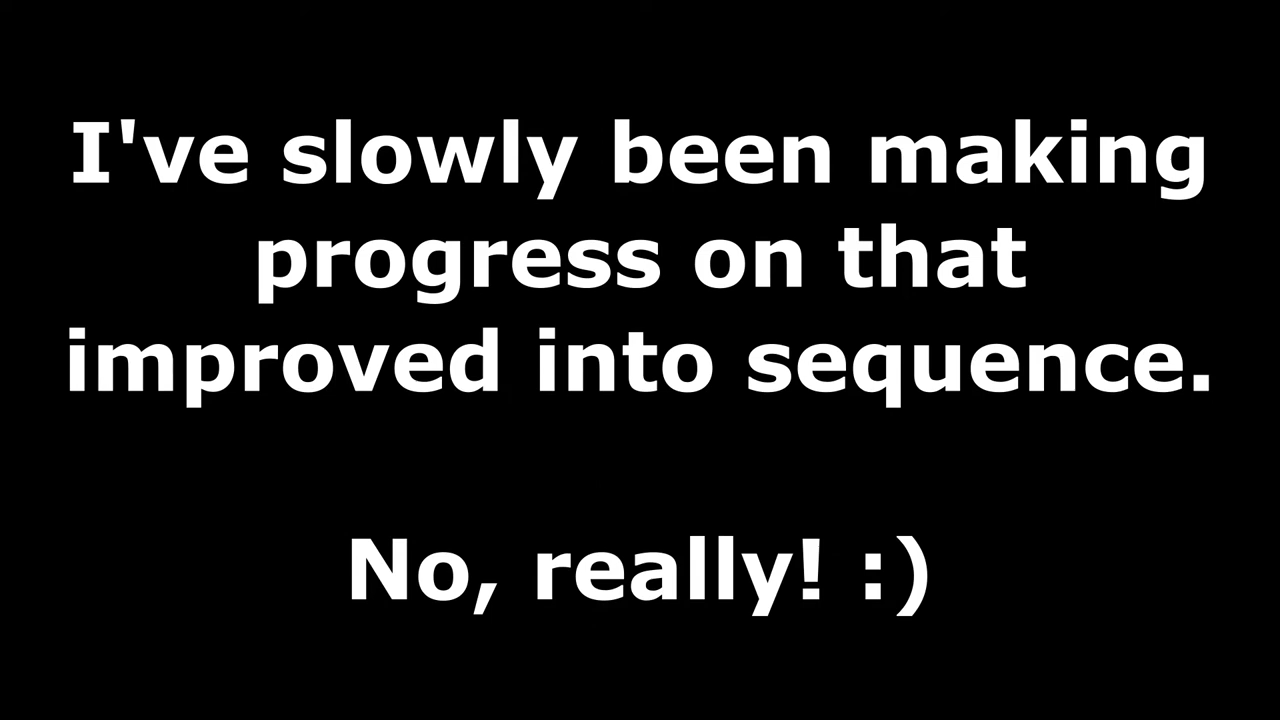 I've slowly been making
progress on that
improved into sequence.
No, really! :)